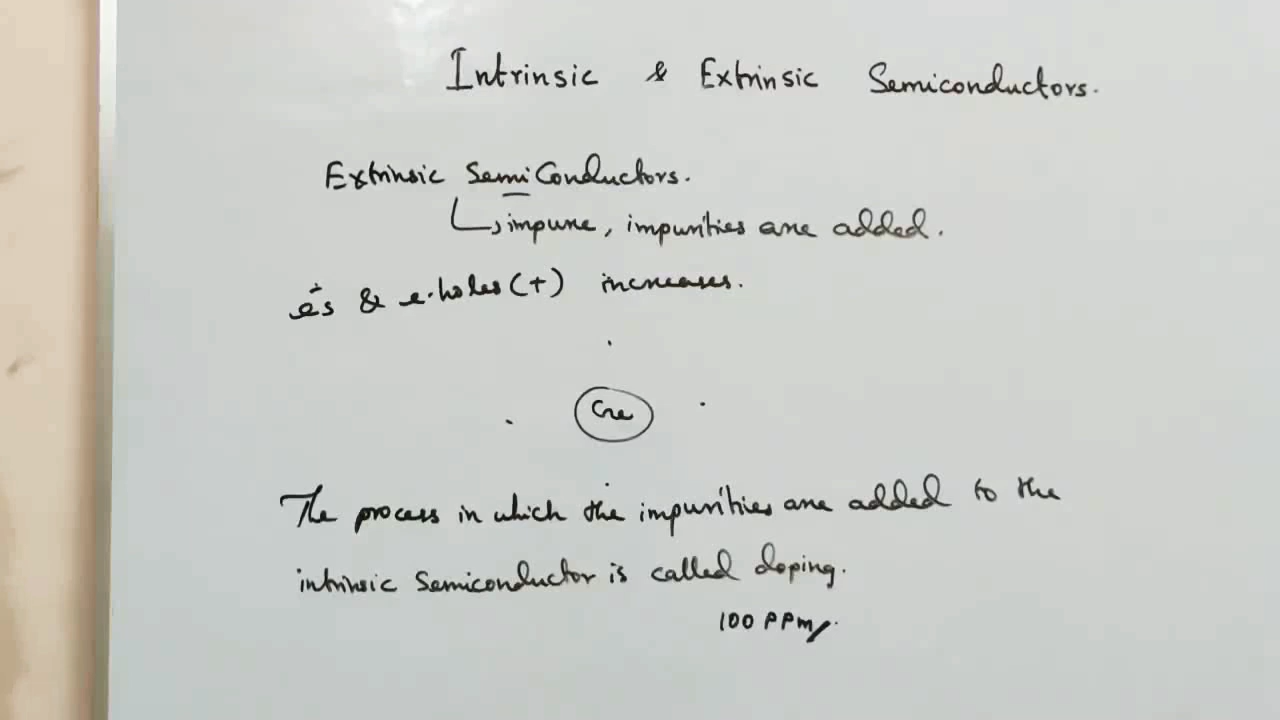 Intrinsic & Extrinsic Semiconductors.
Extrinsic SemiConductors.
impure, impurities are added.
e's & e.holes (+) increases.
Ge
The process in which the impurities are added to the
intrinsic Semiconductor is called doping.
100 PPm